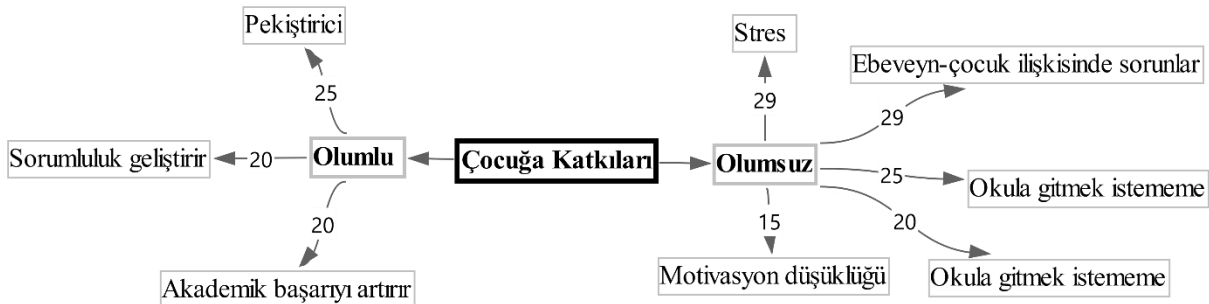 Pekiştirici
25
Sorumluluk geliştirir
20
Olumlu
20
Akademik başarıyı artırır
Çocuğa Katkıları
Stres
29
Ebeveyn-çocuk ilişkisinde sorunlar
29
Olumsuz
25
Okula gitmek istememe
20
Okula gitmek istememe
15
Motivasyon düşüklüğü